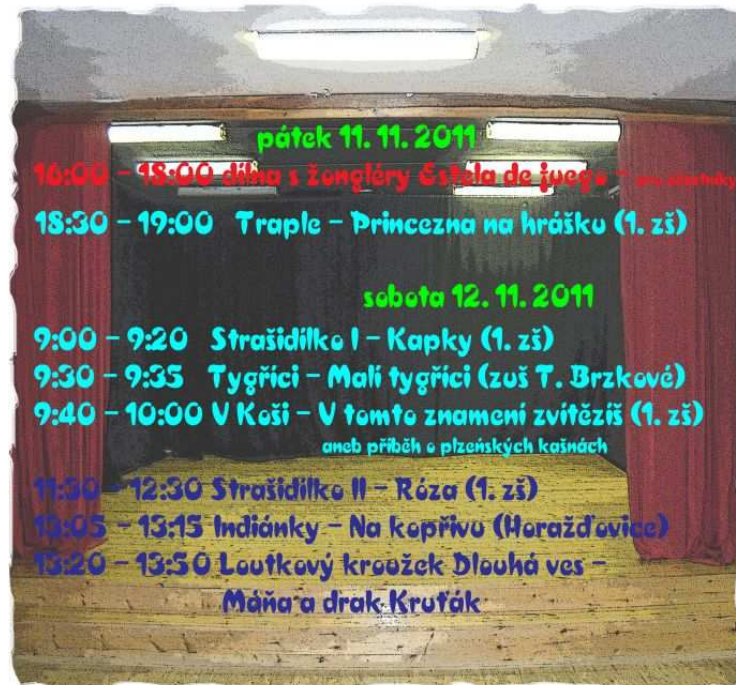 pátek 11. 11. 2011
16:00 – 18:00 dílna s žongléry Estela de juego – pro účastníky
18:30 – 19:00 Traple – Princezna na hrášku (1. zš)
sobota 12. 11. 2011
9:00 – 9:20 Strašidílko I – Kapky (1. zš)
9:30 – 9:35 Tygříci – Malí tygříci (zuš T. Brzkové)
9:40 – 10:00 V Koši – V tomto znamení zvítězíš (1. zš)
aneb příběh o plzeňských kašnách
11:30 – 12:30 Strašidílko II – Róza (1. zš)
13:05 – 13:15 Indiánky – Na kopřivu (Horažďovice)
13:20 – 13:50 Loutkový kroužek Dlouhá ves –
Máňa a drak Kruťák